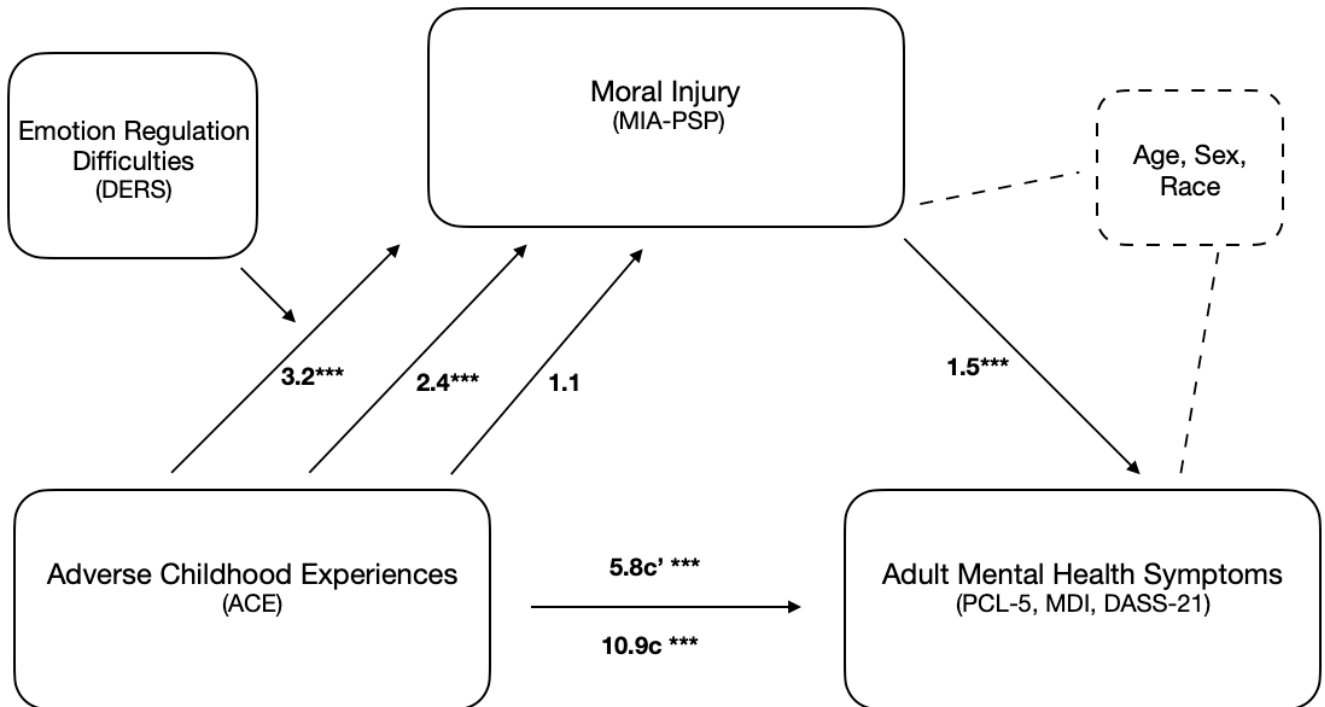 Moral Injury
(MIA-PSP)
Emotion Regulation
Difficulties
(DERS)
Age, Sex,
Race
3.2***
2.4***
1.1
1.5***
Adverse Childhood Experiences
(ACE)
5.8c’ ***
10.9c ***
Adult Mental Health Symptoms
(PCL-5, MDI, DASS-21)